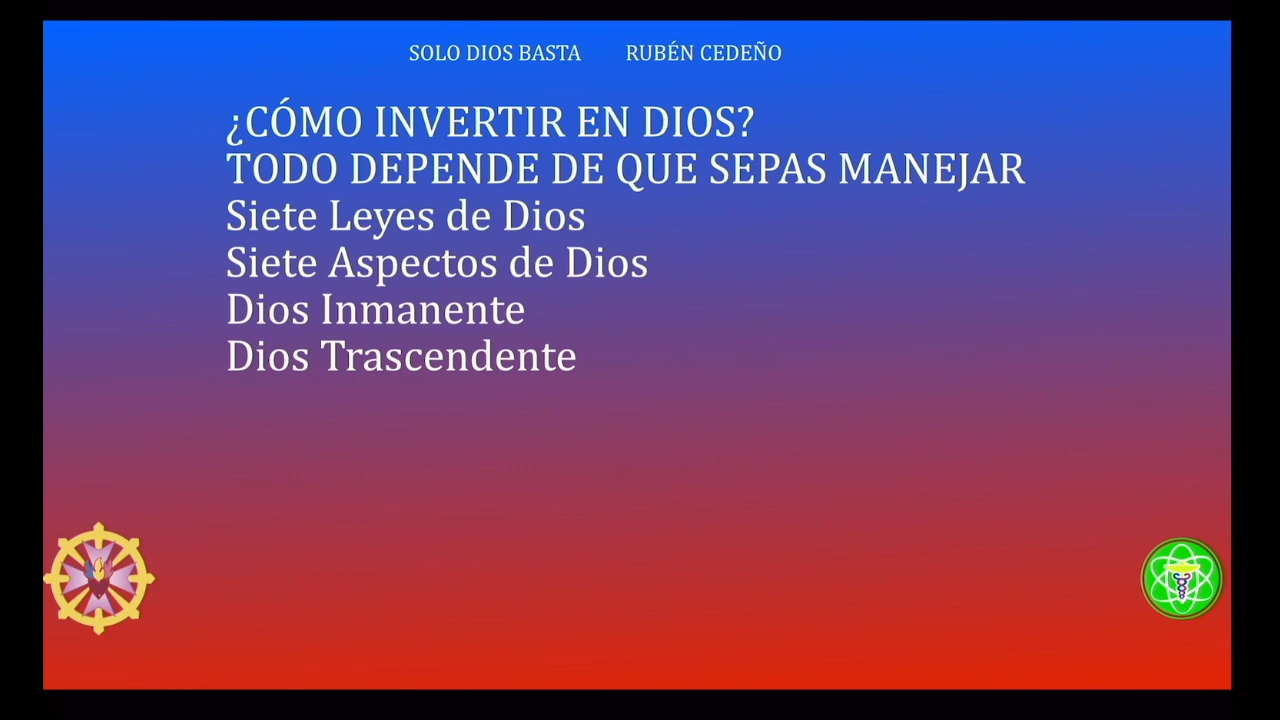 SOLO DIOS BASTA RUBÉN CEDEÑO
¿CÓMO INVERTIR EN DIOS?
TODO DEPENDE DE QUE SEPAS MANEJAR
Siete Leyes de Dios
Siete Aspectos de Dios
Dios Inmanente
Dios Trascendente